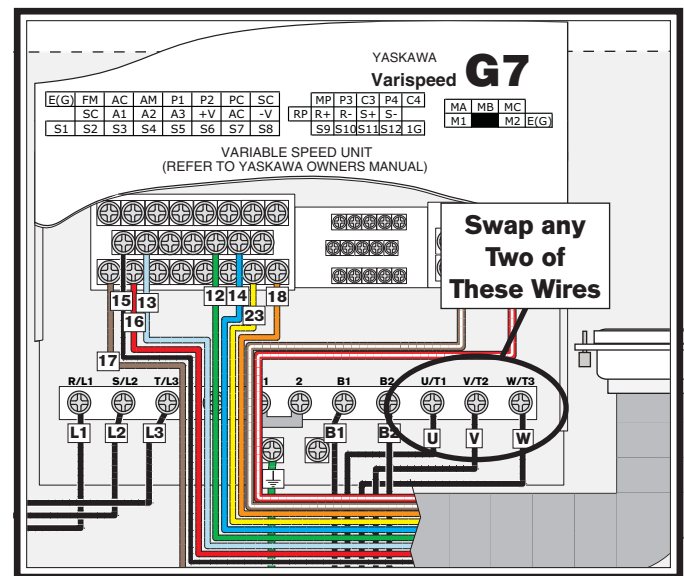 YASKAWA
Varispeed G7
E(G) FM AC AM P1 P2 PC SC
SC A1 A2 A3 +V AC -V
S1 S2 S3 S4 S5 S6 S7 S8
MP P3 C3 P4 C4
RP R+ R- S+ S-
S9 S10 S11 S12 1G
MA MB MC
M1 M2 E(G)
VARIABLE SPEED UNIT
(REFER TO YASKAWA OWNERS MANUAL)
Swap any
Two of
These Wires
15 13 12 14 18
16 23
17
R/L1 S/L2 T/L3 1 2 B1 B2 U/T1 V/T2 W/T3
L1 L2 L3 B1 B2 U V W